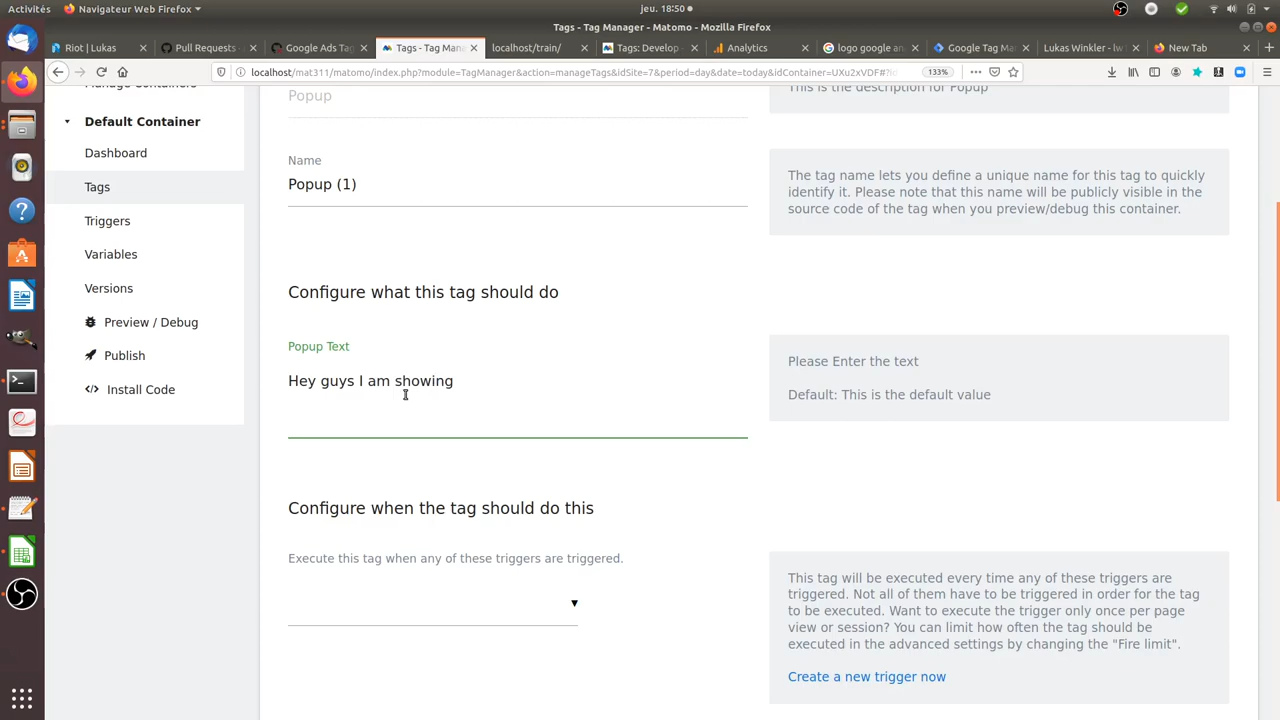 Activités
Navigateur Web Firefox
jeu. 18:50
Tags - Tag Manager - Matomo - Mozilla Firefox
Riot | Lukas
Pull Requests ·
Google Ads Tag
Tags - Tag Mana
localhost/train/
Tags: Develop -
Analytics
logo google an
Google Tag Man
Lukas Winkler - lw1
New Tab
localhost/mat311/matomo/index.php?module=TagManager&action=manageTags&idSite=7&period=day&date=today&idContainer=UXu2xVDF#?i
133%
Manage Containers
Default Container
Dashboard
Tags
Triggers
Variables
Versions
Preview / Debug
Publish
Install Code
Popup
This is the description for Popup
Name
Popup (1)
The tag name lets you define a unique name for this tag to quickly
identify it. Please note that this name will be publicly visible in the
source code of the tag when you preview/debug this container.
Configure what this tag should do
Popup Text
Hey guys I am showing
Please Enter the text
Default: This is the default value
Configure when the tag should do this
Execute this tag when any of these triggers are triggered.
This tag will be executed every time any of these triggers are
triggered. Not all of them have to be triggered in order for the tag
to be executed. Want to execute the trigger only once per page
view or session? You can limit how often the tag should be
executed in the advanced settings by changing the "Fire limit".
Create a new trigger now